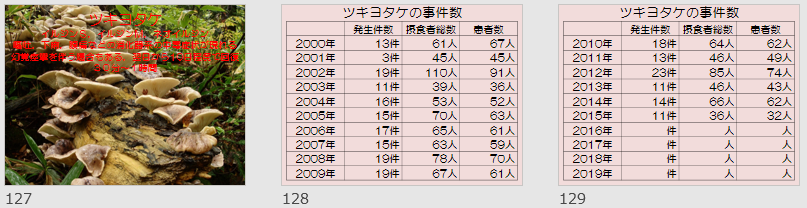 ツキヨタケ
127
ツキヨタケの事件数
発生件数 摂食者総数 患者数
2000年 13件 61人 67人
2001年 3件 45人 45人
2002年 19件 110人 91人
2003年 11件 39人 36人
2004年 16件 53人 52人
2005年 15件 70人 63人
2006年 17件 65人 61人
2007年 15件 63人 59人
2008年 19件 78人 70人
2009年 19件 67人 61人
128
ツキヨタケの事件数
発生件数 摂食者総数 患者数
2010年 18件 64人 62人
2011年 13件 46人 49人
2012年 23件 85人 74人
2013年 11件 46人 43人
2014年 14件 66人 62人
2015年 11件 36人 32人
2016年 件 人 人
2017年 件 人 人
2018年 件 人 人
2019年 件 人 人
129